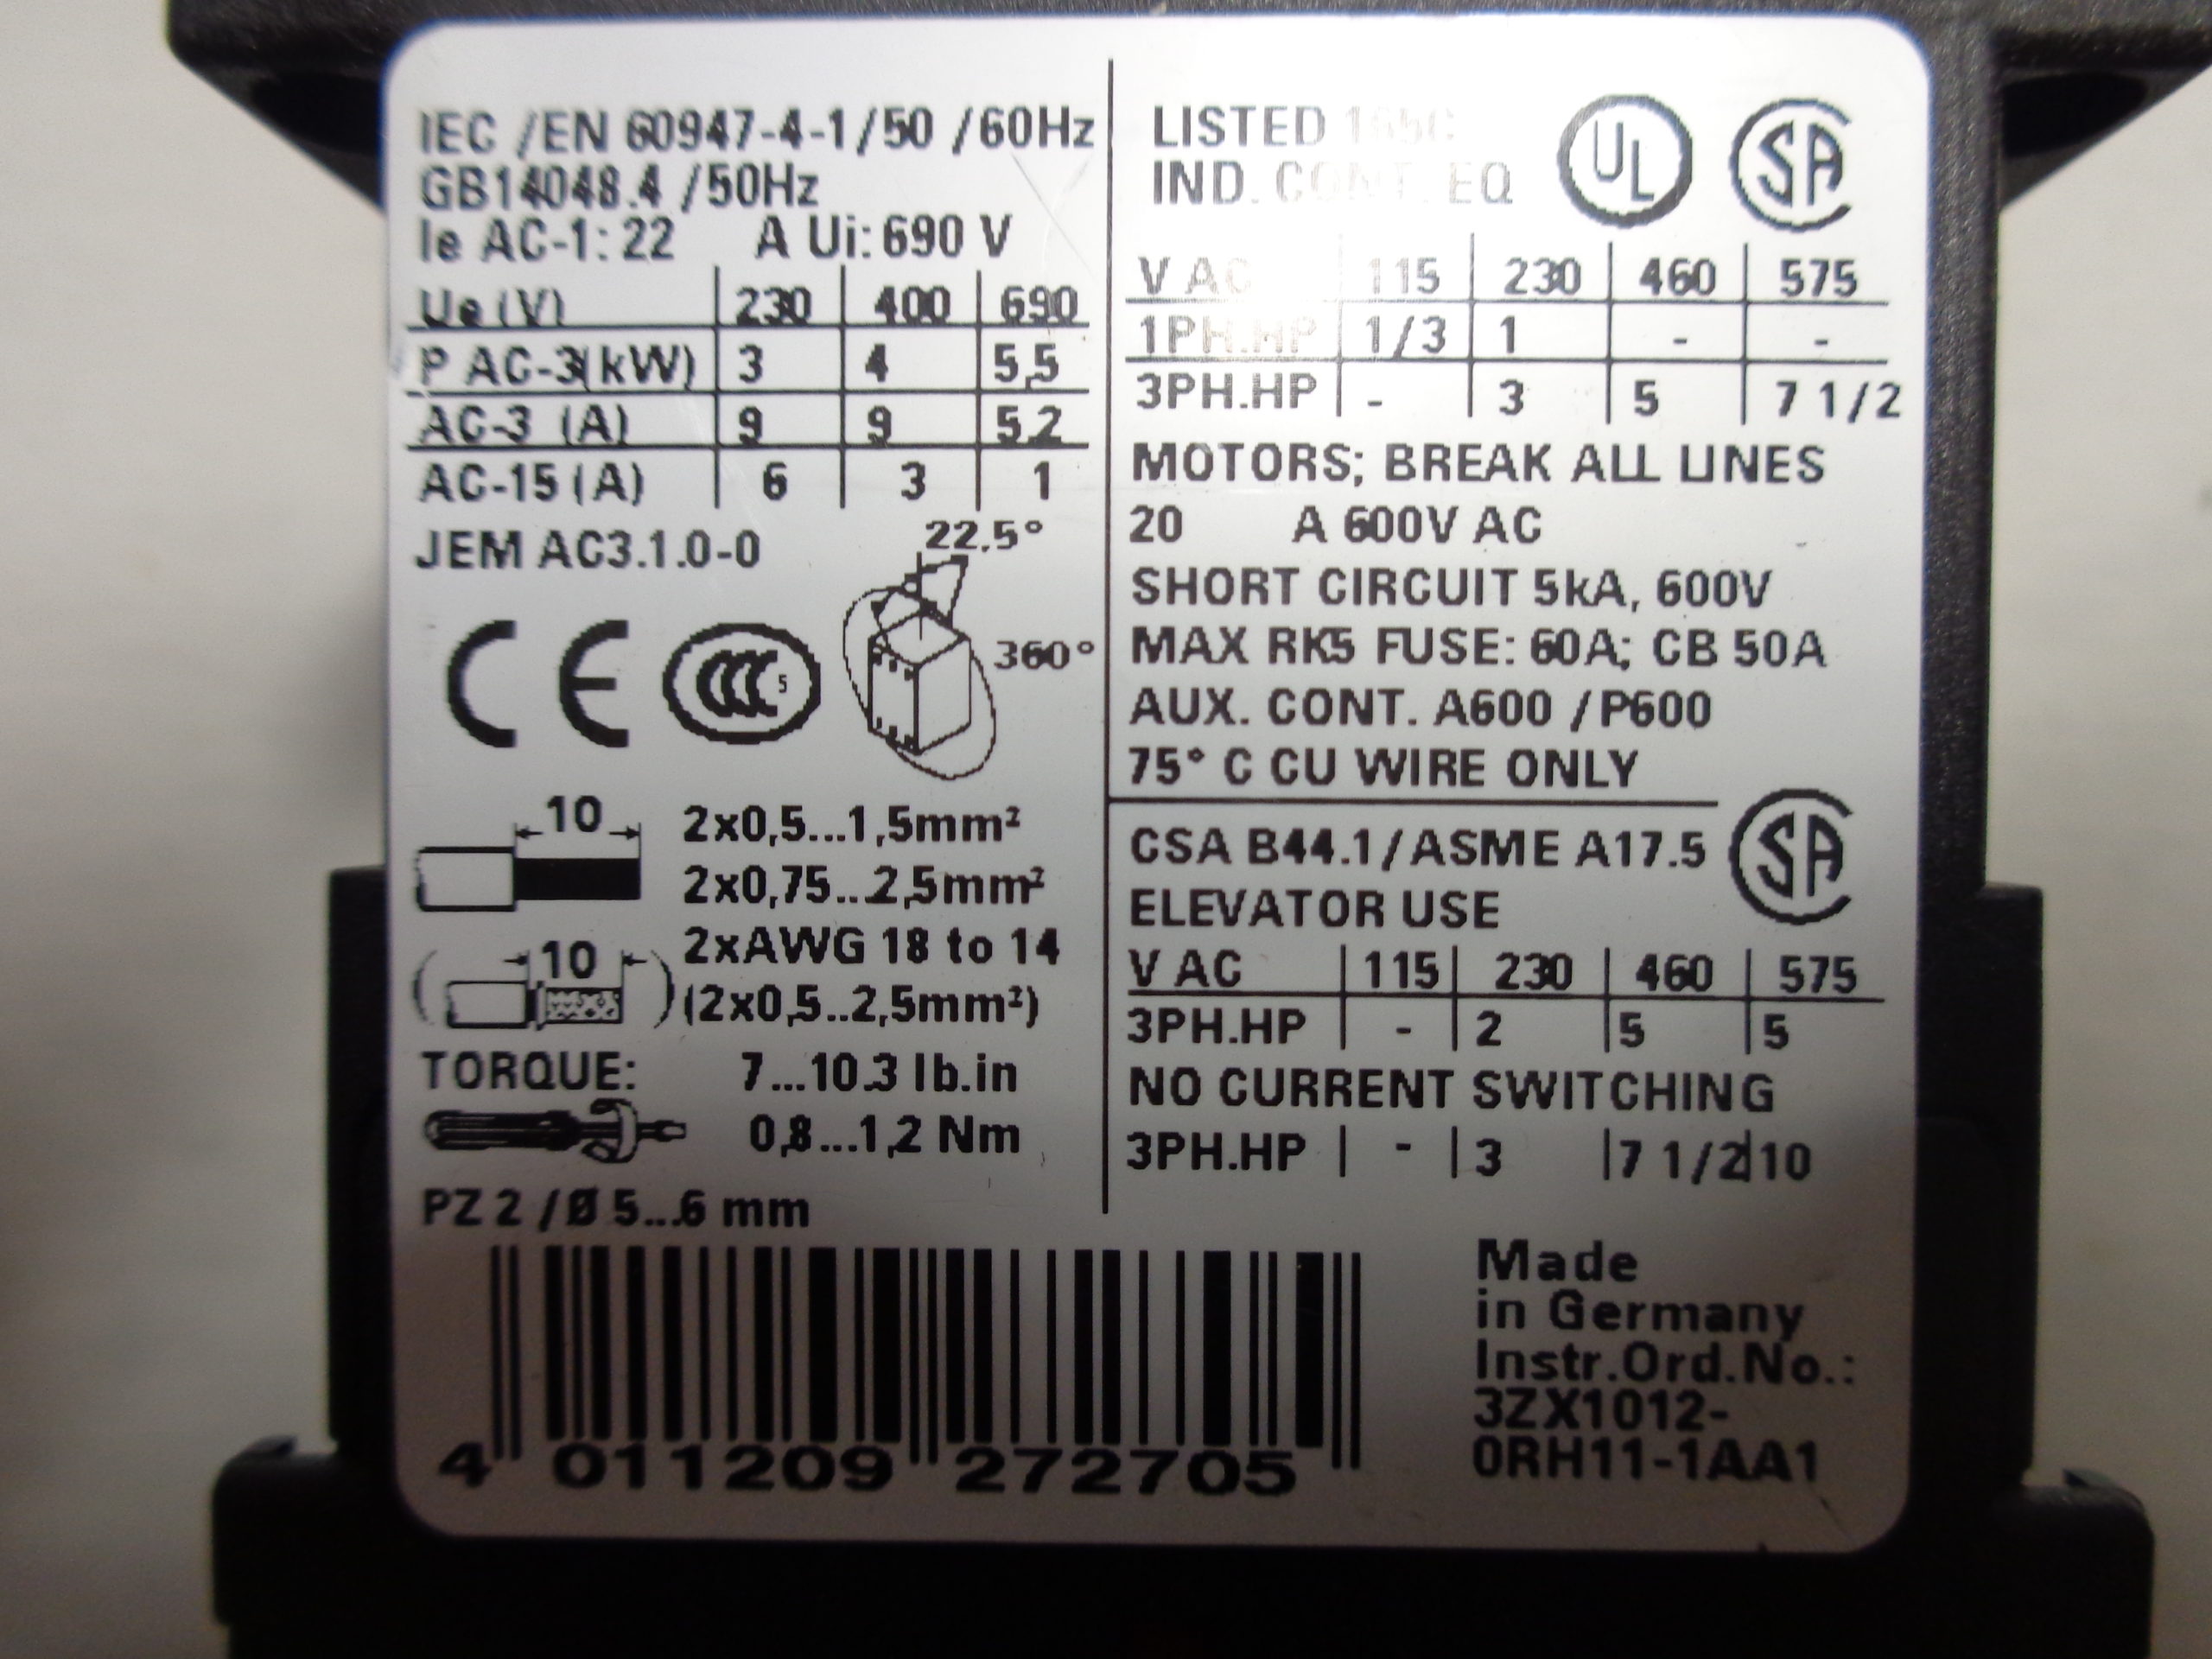 IEC /EN 60947-4-1/50 /60Hz
GB14048.4 /50Hz
Ie AC-1: 22 A Ui: 690 V
Ue (V) 230 400 690
P AC-3(kW) 3 4 5,5
AC-3 (A) 9 9 5,2
AC-15 (A) 6 3 1
JEM AC3.1.0-0
22.5°
360°
CE CCC S
10 2x0,5...1,5mm²
2x0,75...2,5mm²
2xAWG 18 to 14
( 10 ) (2x0,5..2,5mm²)
TORQUE: 7...10.3 lb.in
0,8...1,2 Nm
PZ 2 /Ø 5...6 mm
LISTED
IND. CONT. EQ
UL SA
V AC 115 230 460 575
1PH.HP 1/3 1 - -
3PH.HP - 3 5 7 1/2
MOTORS; BREAK ALL LINES
20 A 600V AC
SHORT CIRCUIT 5kA, 600V
MAX RK5 FUSE: 60A; CB 50A
AUX. CONT. A600 /P600
75° C CU WIRE ONLY
CSA B44.1/ASME A17.5 SA
ELEVATOR USE
V AC 115 230 460 575
3PH.HP - 2 5 5
NO CURRENT SWITCHING
3PH.HP - 3 7 1/2 10
4 011209 272705
Made
in Germany
Instr.Ord.No.:
3ZX1012-
0RH11-1AA1